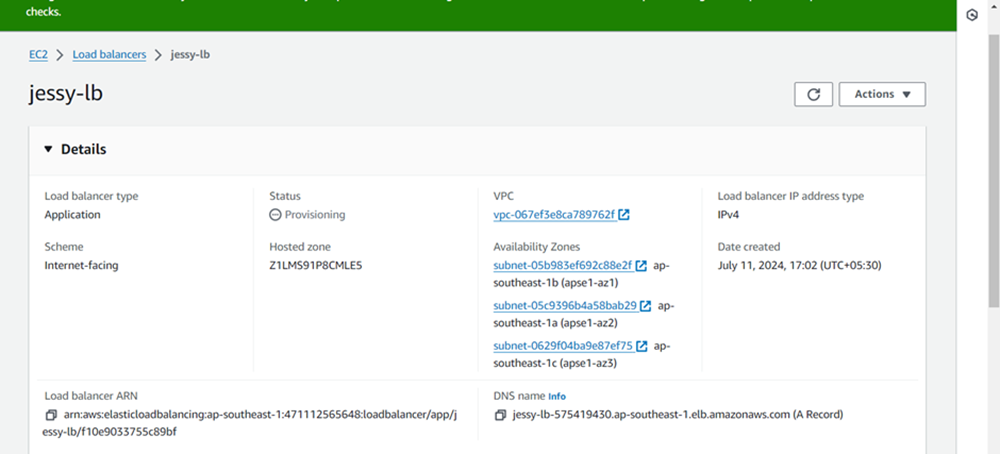 checks.
EC2 > Load balancers > jessy-lb
jessy-lb
Actions
Details
Load balancer type
Application
Status
Provisioning
VPC
vpc-067ef3e8ca789762f
Load balancer IP address type
IPv4
Scheme
Internet-facing
Hosted zone
Z1LMS91P8CMLE5
Availability Zones
subnet-05b983ef692c88e2f ap-
southeast-1b (apse1-az1)
subnet-05c9396b4a58bab29 ap-
southeast-1a (apse1-az2)
subnet-0629f04ba9e87ef75 ap-
southeast-1c (apse1-az3)
Date created
July 11, 2024, 17:02 (UTC+05:30)
Load balancer ARN
arn:aws:elasticloadbalancing:ap-southeast-1:471112565648:loadbalancer/app/j
essy-lb/f10e9033755c89bf
DNS name Info
jessy-lb-575419430.ap-southeast-1.elb.amazonaws.com (A Record)